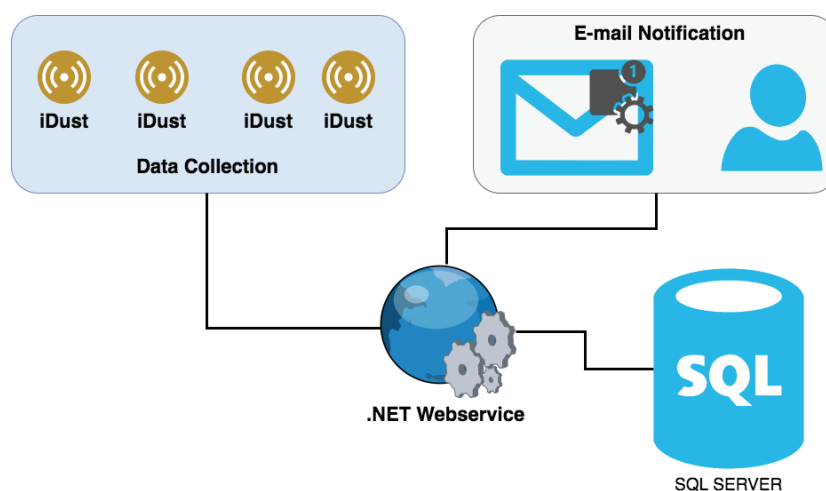 iDust iDust iDust iDust
Data Collection
E-mail Notification
1
.NET Webservice
SQL
SQL SERVER